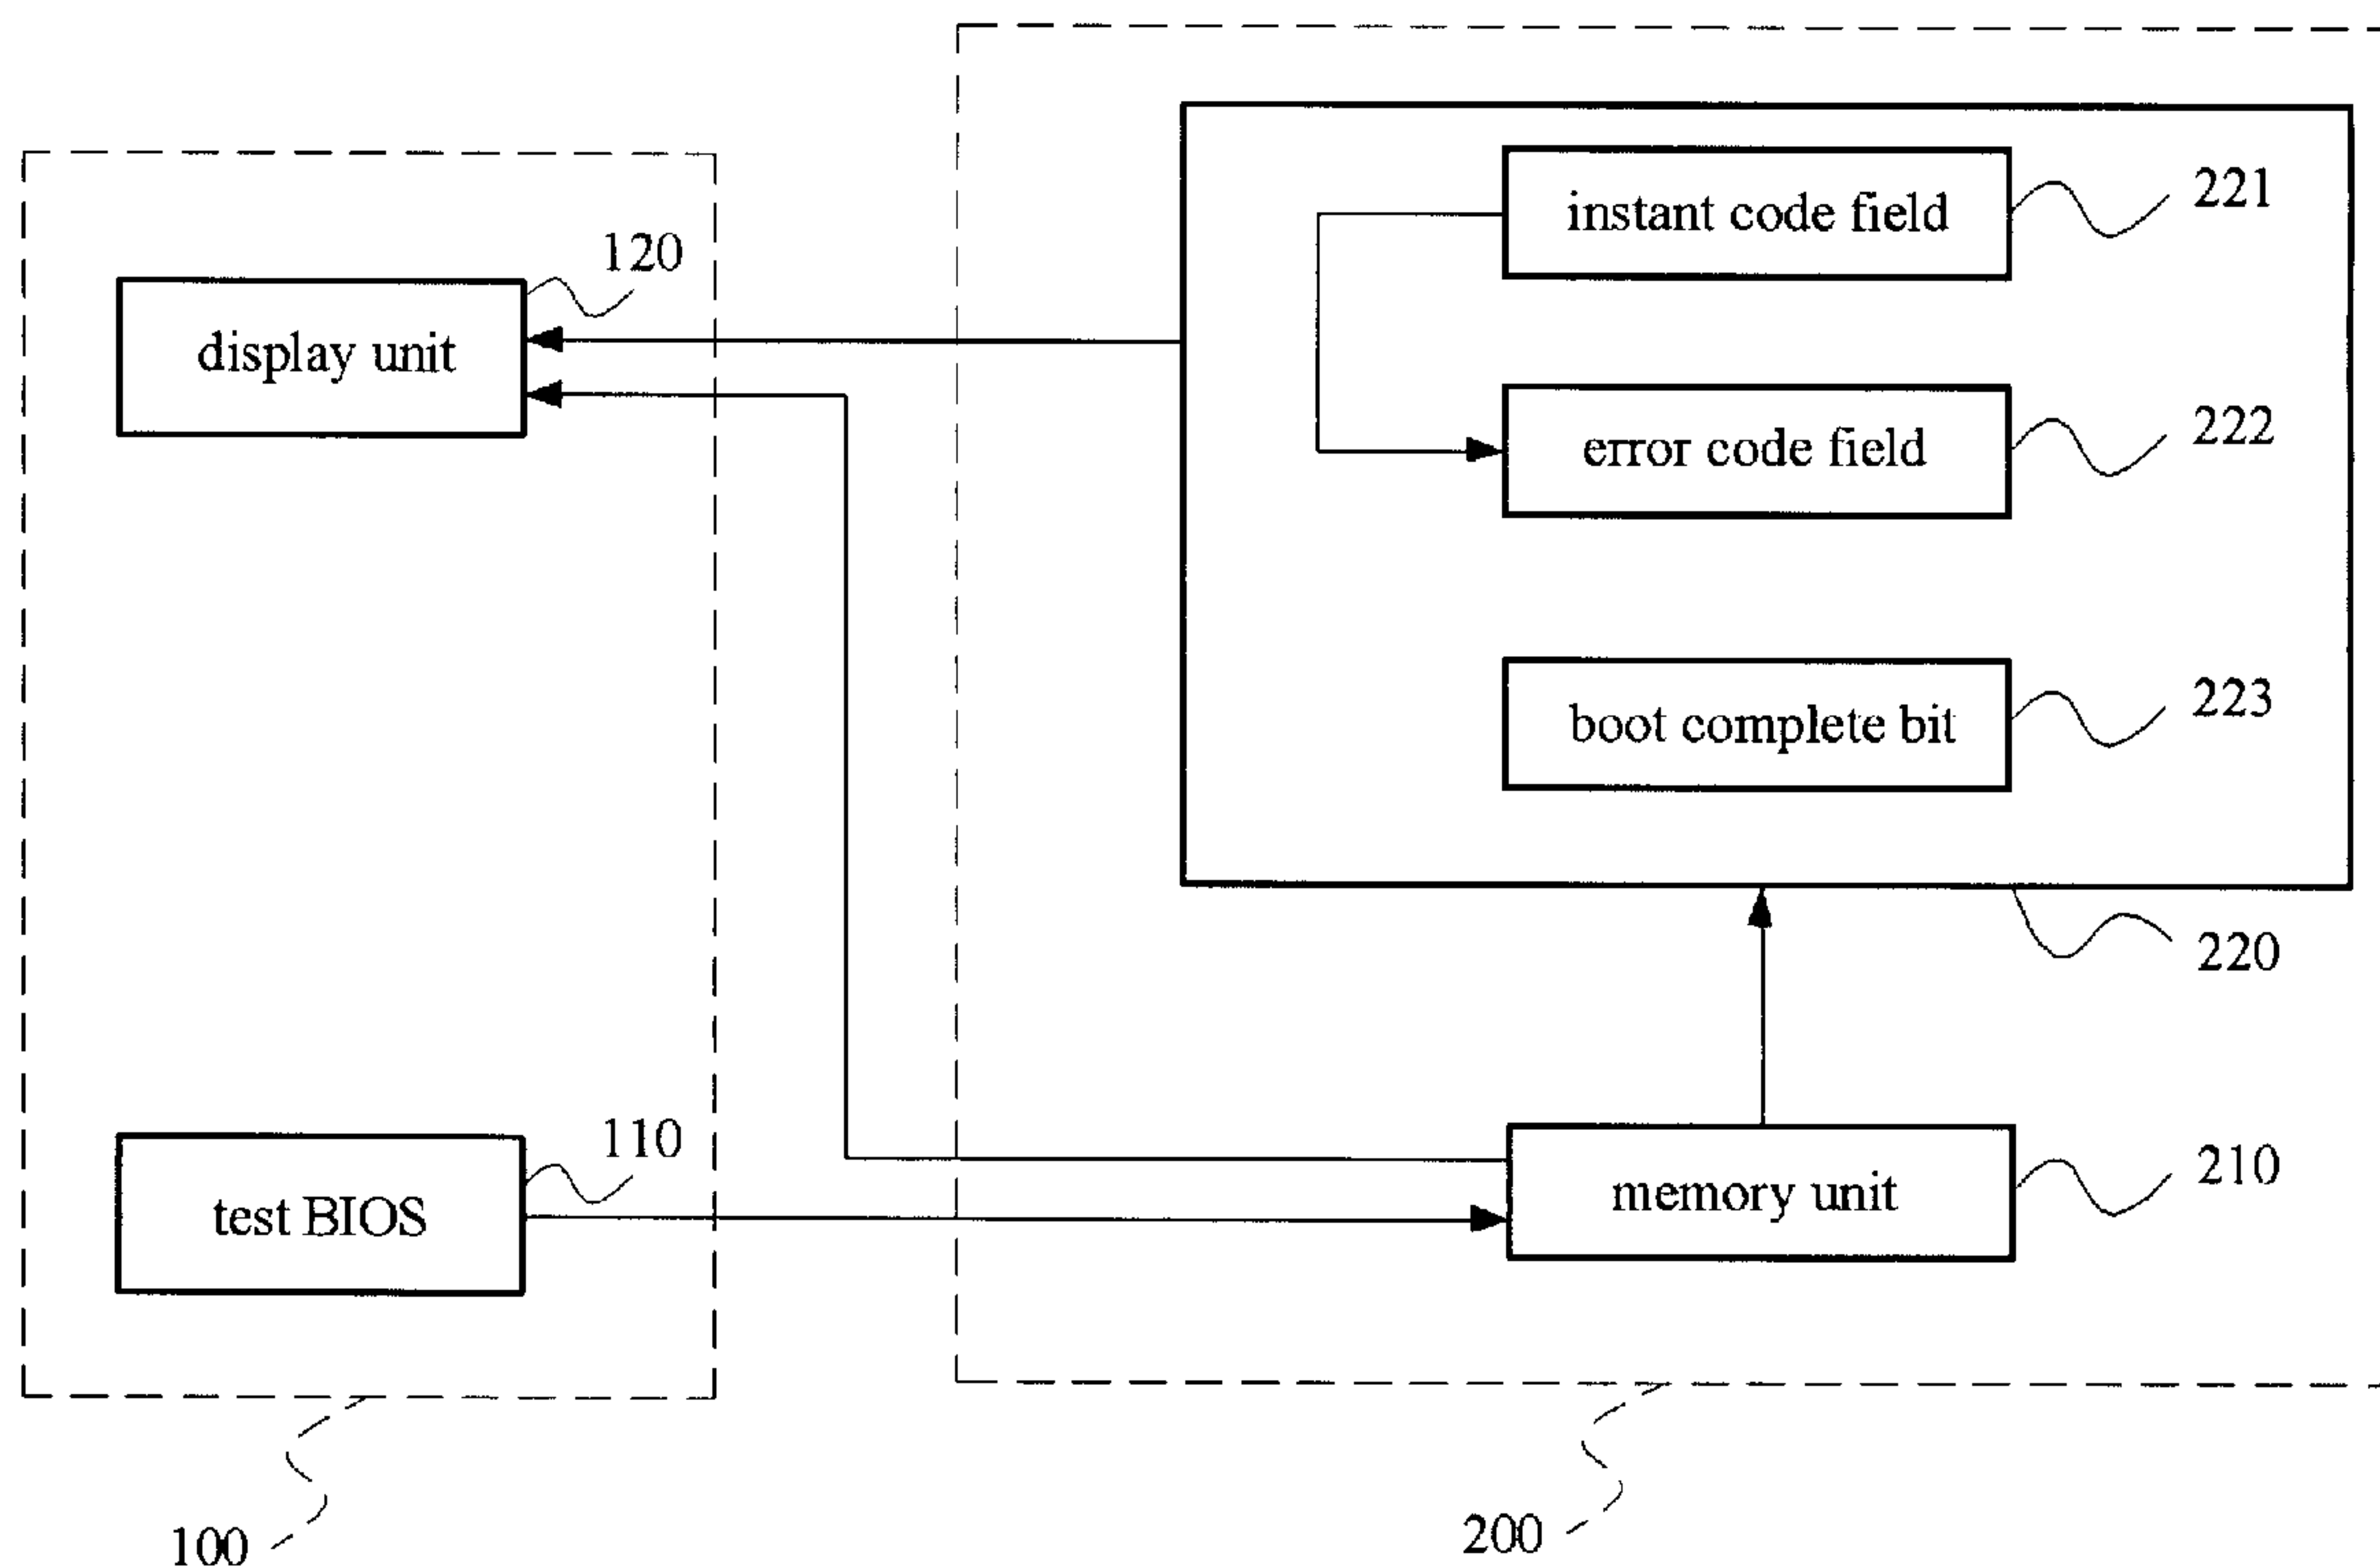 instant code field
221
120
display unit
error code field
222
boot complete bit
223
220
110
test BIOS
memory unit
210
100
200